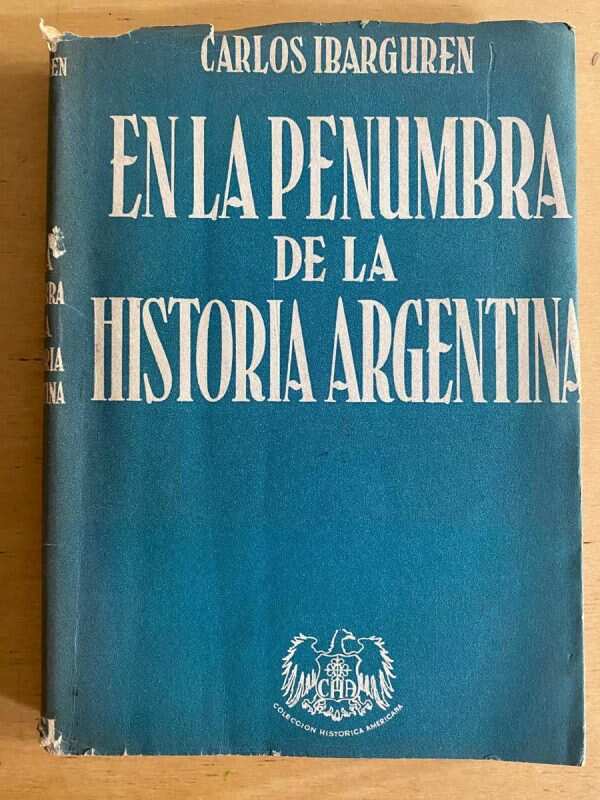 CARLOS IBARGUREN
EN LA PENUMBRA
DE LA
HISTORIA ARGENTINA
CHA
COLECCION HISTORICA AMERICANA